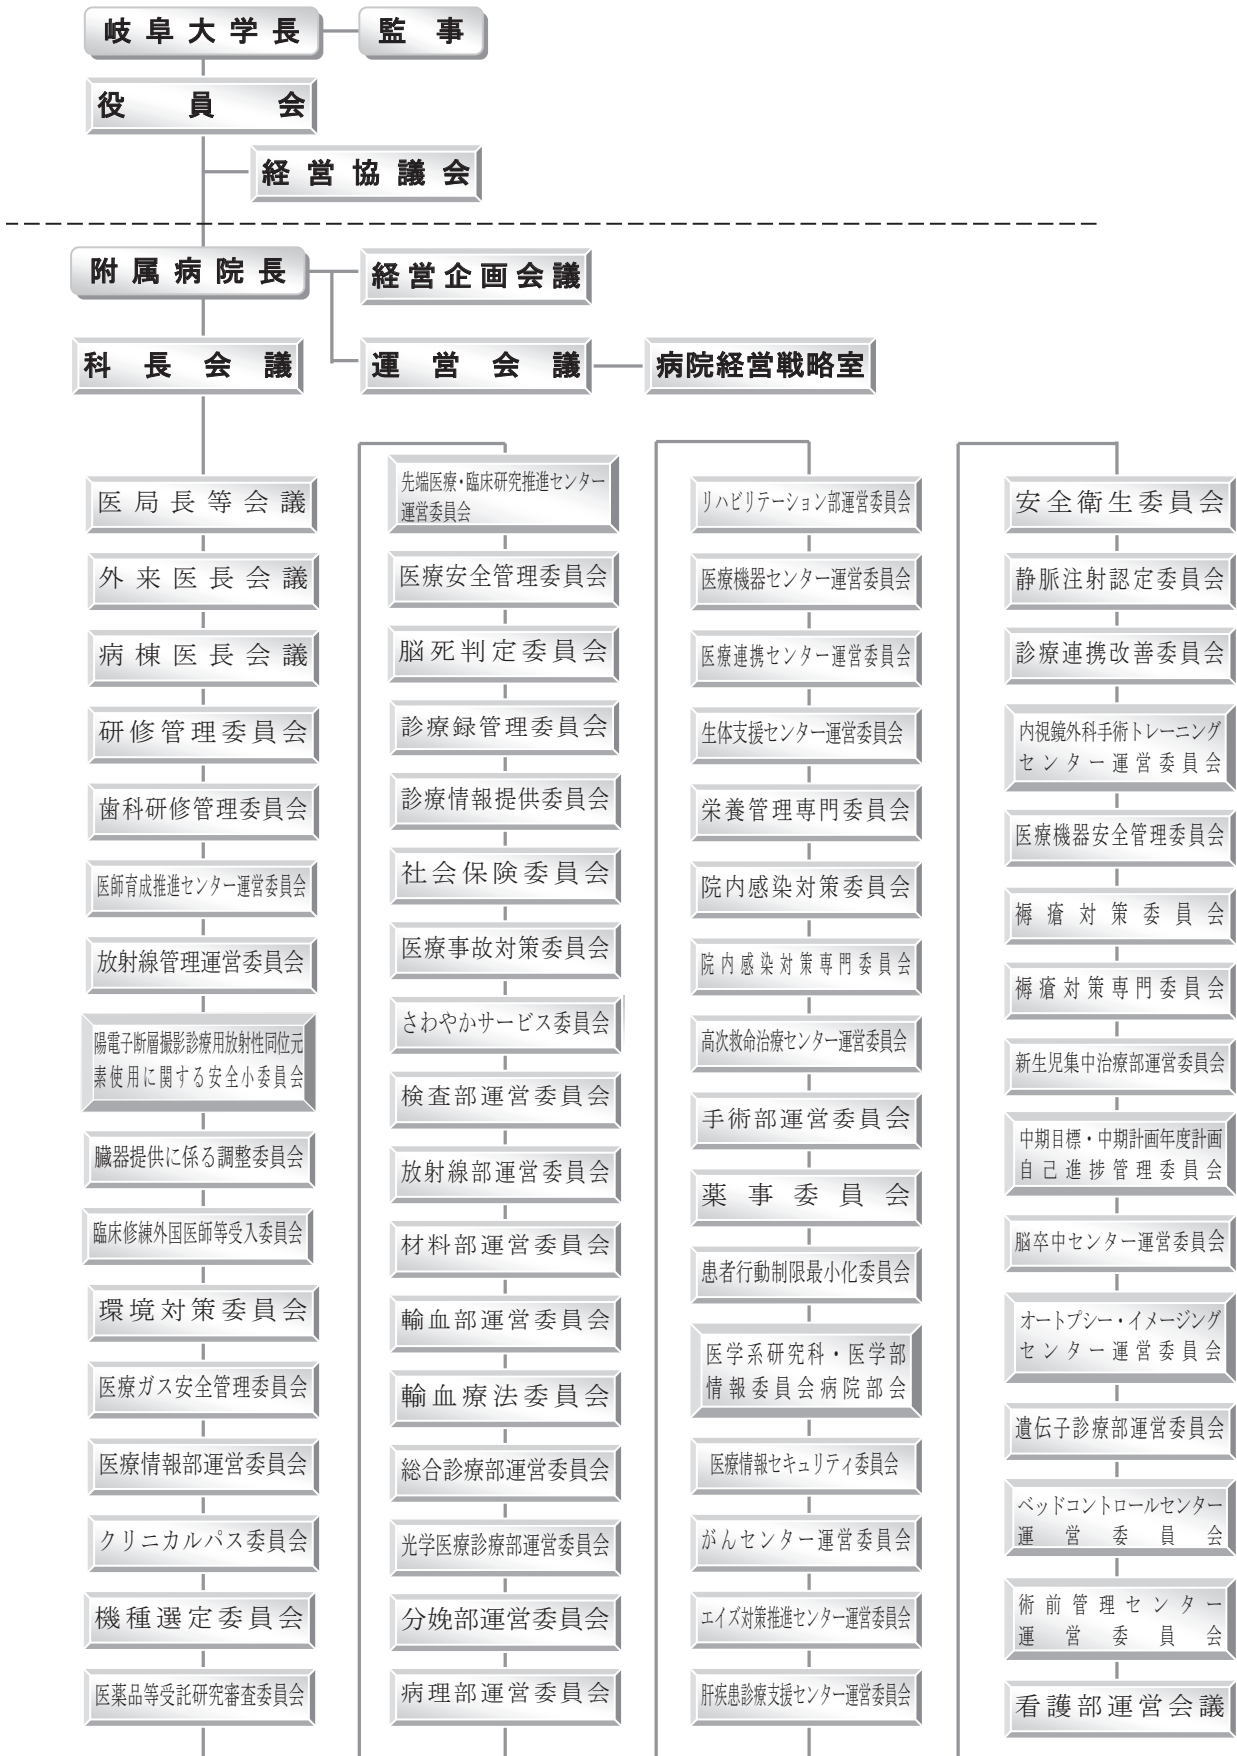 岐阜大学長
監事
役員会
経営協議会
附属病院長
経営企画会議
科長会議
運営会議
病院経営戦略室
医局長等会議
外来医長会議
病棟医長会議
研修管理委員会
歯科研修管理委員会
医師育成推進センター運営委員会
放射線管理運営委員会
陽電子断層撮影診療用放射性同位元
素使用に関する安全小委員会
臓器提供に係る調整委員会
臨床修練外国医師等受入委員会
環境対策委員会
医療ガス安全管理委員会
医療情報部運営委員会
クリニカルパス委員会
機種選定委員会
医薬品等受託研究審査委員会
先端医療・臨床研究推進センター
運営委員会
医療安全管理委員会
脳死判定委員会
診療録管理委員会
診療情報提供委員会
社会保険委員会
医療事故対策委員会
さわやかサービス委員会
検査部運営委員会
放射線部運営委員会
材料部運営委員会
輸血部運営委員会
輸血療法委員会
総合診療部運営委員会
光学医療診療部運営委員会
分娩部運営委員会
病理部運営委員会
リハビリテーション部運営委員会
医療機器センター運営委員会
医療連携センター運営委員会
生体支援センター運営委員会
栄養管理専門委員会
院内感染対策委員会
院内感染対策専門委員会
高次救命治療センター運営委員会
手術部運営委員会
薬事委員会
患者行動制限最小化委員会
医学系研究科・医学部
情報委員会病院部会
医療情報セキュリティ委員会
がんセンター運営委員会
エイズ対策推進センター運営委員会
肝疾患診療支援センター運営委員会
安全衛生委員会
静脈注射認定委員会
診療連携改善委員会
内視鏡外科手術トレーニング
センター運営委員会
医療機器安全管理委員会
褥瘡対策委員会
褥瘡対策専門委員会
新生児集中治療部運営委員会
中期目標・中期計画年度計画
自己進捗管理委員会
脳卒中センター運営委員会
オートプシー・イメージング
センター運営委員会
遺伝子診療部運営委員会
ベッドコントロールセンター
運営委員会
術前管理センター
運営委員会
看護部運営会議